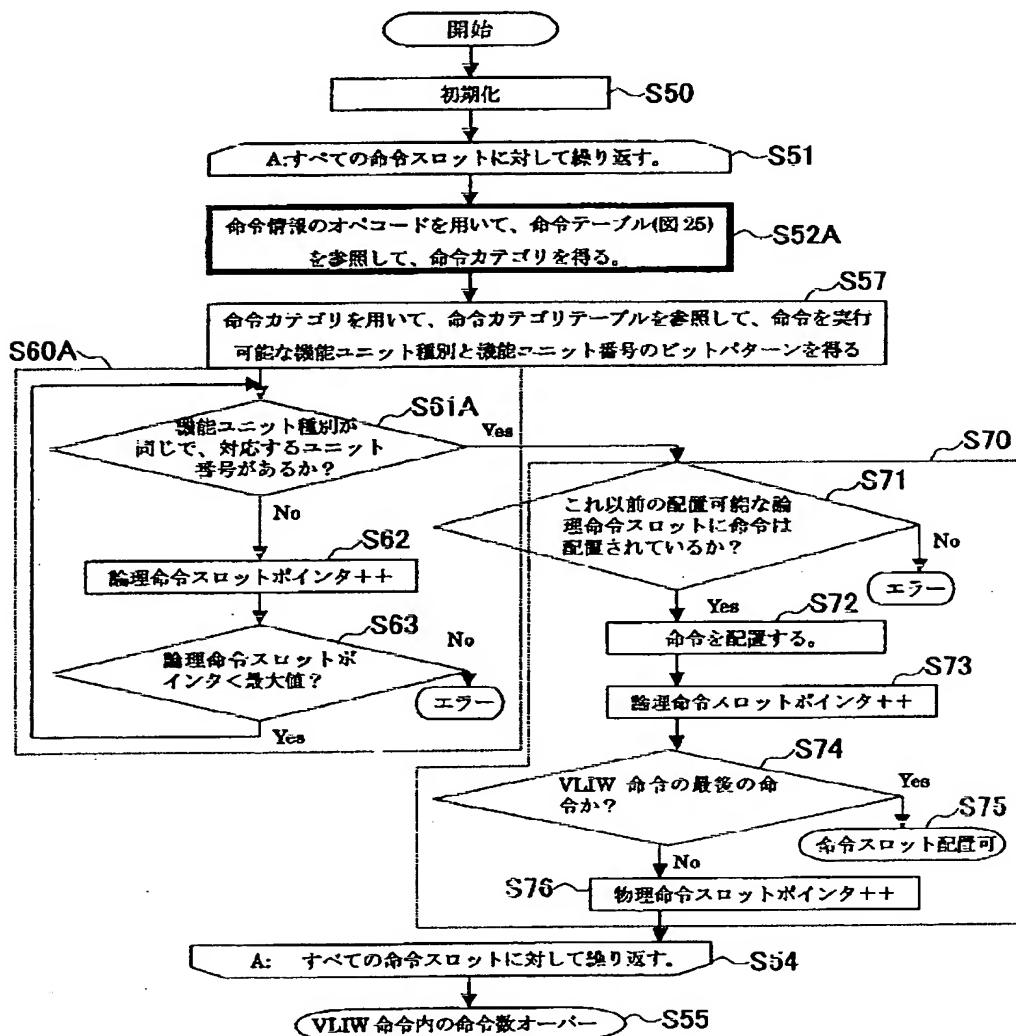 開始
初期化
S50
A:すべての命令スロットに対して繰り返す。
S51
命令情報のオペコードを用いて、命令テーブル(図25)
を参照して、命令カテゴリを得る。
S52A
S57
命令カテゴリを用いて、命令カテゴリテーブルを参照して、命令を実行
可能な機能ユニット種別と機能ユニット番号のビットパターンを得る
S60A
S61A
機能ユニット種別が
同じで、対応するユニット
番号があるか?
Yes
No
S62
論理命令スロットポインタ++
S63
論理命令スロットポ
インタ<最大値?
No
エラー
Yes
S70
S71
これ以前の配置可能な論
理命令スロットに命令は
配置されているか?
No
エラー
Yes
S72
命令を配置する。
S73
論理命令スロットポインタ++
S74
VLIW 命令の最後の命
令か?
Yes
S75
命令スロット配置可
No
S76
物理命令スロットポインタ++
A: すべての命令スロットに対して繰り返す。
S54
VLIW 命令内の命令数オーバー
S55